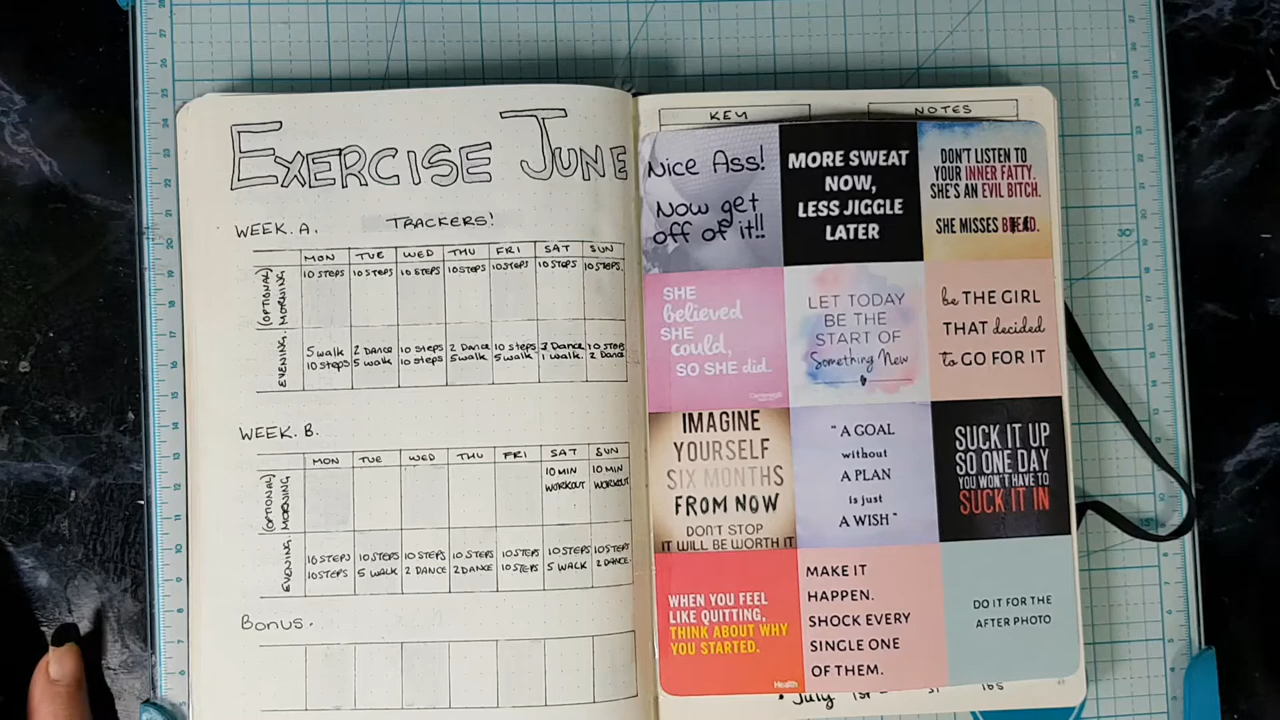 EXERCISE JUNE
TRACKERS!
WEEK. A.
MON TUE WED THU FRI SAT SUN
(OPTIONAL) MORNING
10 STEPS 10 STEPS 10 STEPS 10 STEPS 10 STEPS 10 STEPS 10 STEPS.
EVENING.
5 walk 2 DANCE 10 steps 2 Dance 10 steps 3 Dance 10 steps
10 steps 5 walk 10 steps 5 walk 5 walk 1 walk. 2 Dance
WEEK. B.
MON TUE WED THU FRI SAT SUN
(OPTIONAL) MORNING
10 MIN 10 MIN
WORKOUT WORKOUT
EVENING.
10 STEPS 10 STEPS 10 STEPS 10 STEPS 10 STEPS 10 STEPS 10 STEPS
10 STEPS 5 WALK 2 DANCE 2 DANCE 10 STEPS 5 WALK 2 DANCE.
Bonus.
KEY
NOTES
Nice Ass!
Now get
off of it!!
MORE SWEAT
NOW,
LESS JIGGLE
LATER
DON'T LISTEN TO
YOUR INNER FATTY.
SHE'S AN EVIL BITCH.
SHE MISSES
SHE
believed
SHE
could,
SO SHE did.
LET TODAY
BE THE
START OF
Something New
be THE GIRL
THAT decided
to GO FOR IT
IMAGINE
YOURSELF
SIX MONTHS
FROM NOW
DON'T STOP
IT WILL BE WORTH IT
"A GOAL
without
A PLAN
is just
A WISH"
SUCK IT UP
SO ONE DAY
YOU WON'T HAVE TO
SUCK IT IN
WHEN YOU FEEL
LIKE QUITTING,
THINK ABOUT WHY
YOU STARTED.
Health
MAKE IT
HAPPEN.
SHOCK EVERY
SINGLE ONE
OF THEM.
DO IT FOR THE
AFTER PHOTO
July 1st